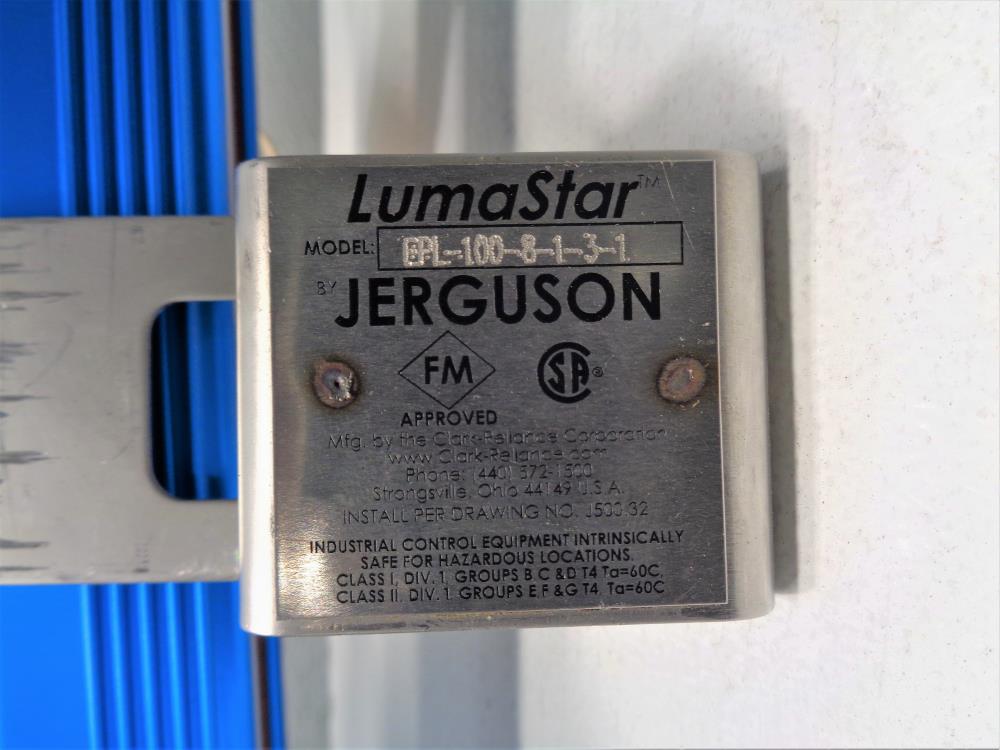 LumaStar™
MODEL: EPL-100-8-1-3-1
BY JERGUSON
FM
APPROVED
SA®
Mfg. by the Clark-Reliance Corporation
www.Clark-Reliance.com
Phone: (440) 572-1500
Strongsville, Ohio 44149 U.S.A.
INSTALL PER DRAWING NO. J500.32
INDUSTRIAL CONTROL EQUIPMENT INTRINSICALLY
SAFE FOR HAZARDOUS LOCATIONS.
CLASS I, DIV. 1, GROUPS B,C & D T4 Ta=60C,
CLASS II, DIV. 1, GROUPS E,F & G T4, Ta=60C